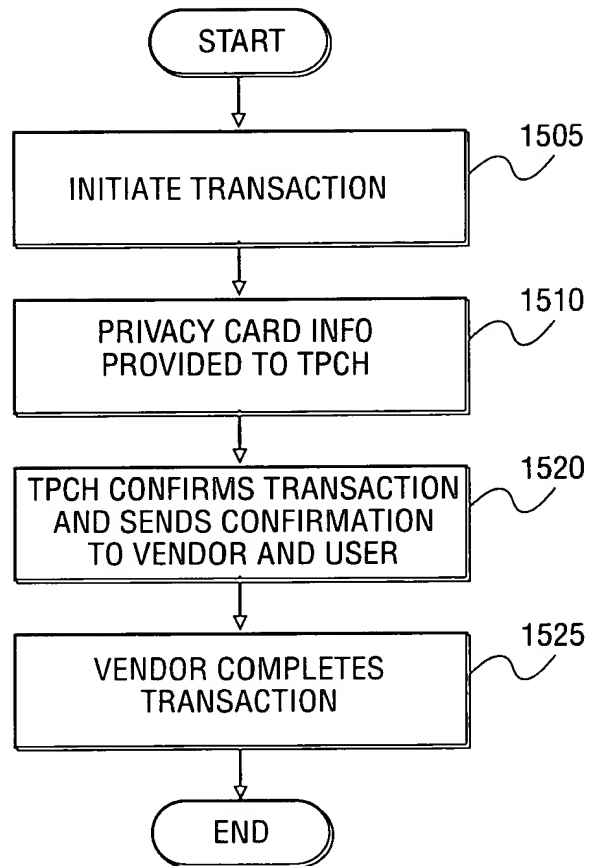 START
1505
INITIATE TRANSACTION
1510
PRIVACY CARD INFO
PROVIDED TO TPCH
1520
TPCH CONFIRMS TRANSACTION
AND SENDS CONFIRMATION
TO VENDOR AND USER
1525
VENDOR COMPLETES
TRANSACTION
END